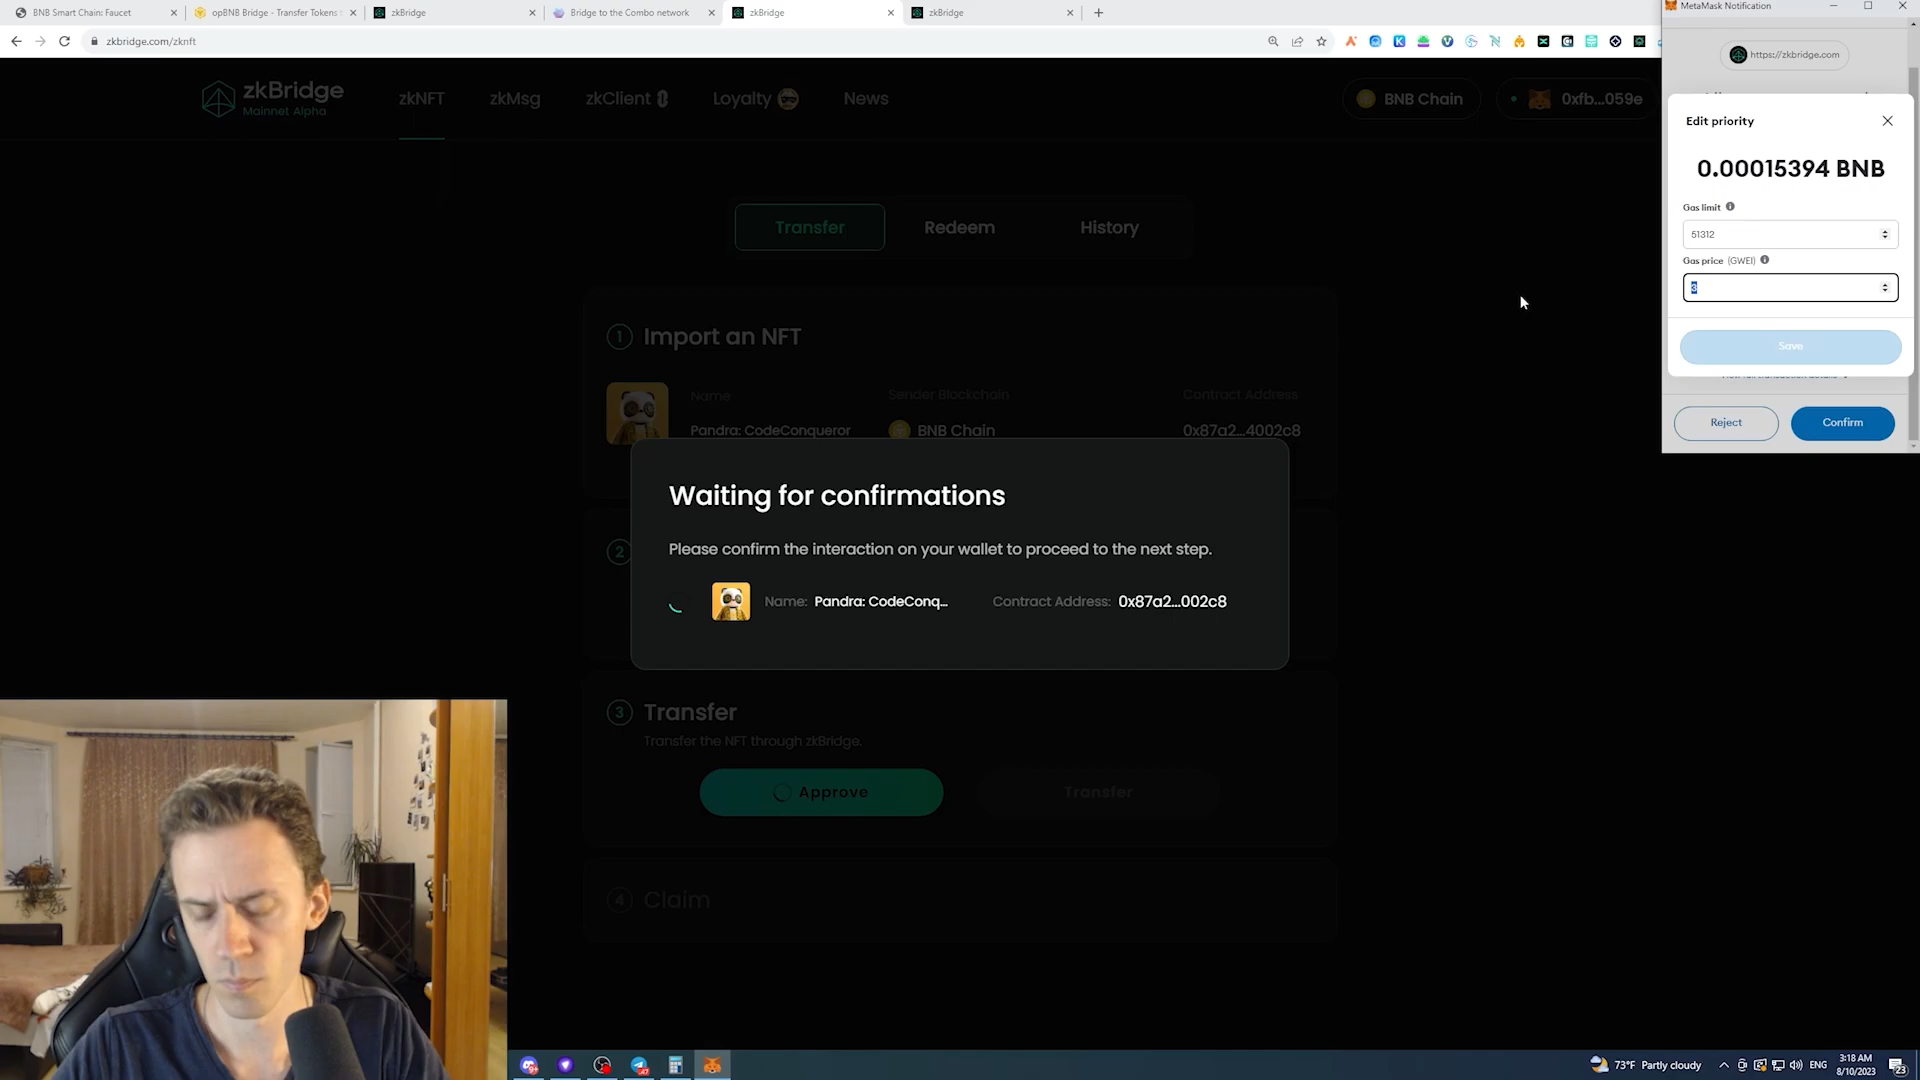 BNB Smart Chain: Faucet
opBNB Bridge - Transfer Tokens
zkBridge
Bridge to the Combo network
zkBridge
zkBridge
MetaMask Notification
zkbridge.com/zknft
https://zkbridge.com
zkBridge
Mainnet Alpha
zkNFT
zkMsg
zkClient
Loyalty
News
BNB Chain
0xfb...059e
Edit priority
0.00015394 BNB
Gas limit
51312
Gas price (GWEI)
3
Save
Reject
Confirm
Transfer
Redeem
History
1
Import an NFT
Name
Sender Blockchain
Contract Address
Pandra: CodeConqueror
BNB Chain
0x87a2...4002c8
Waiting for confirmations
2
Please confirm the interaction on your wallet to proceed to the next step.
Name: Pandra: CodeConq...
Contract Address: 0x87a2...002c8
3
Transfer
Transfer the NFT through zkBridge.
Approve
Transfer
4
Claim
73°F Partly cloudy
ENG
3:18 AM
8/10/2023
23